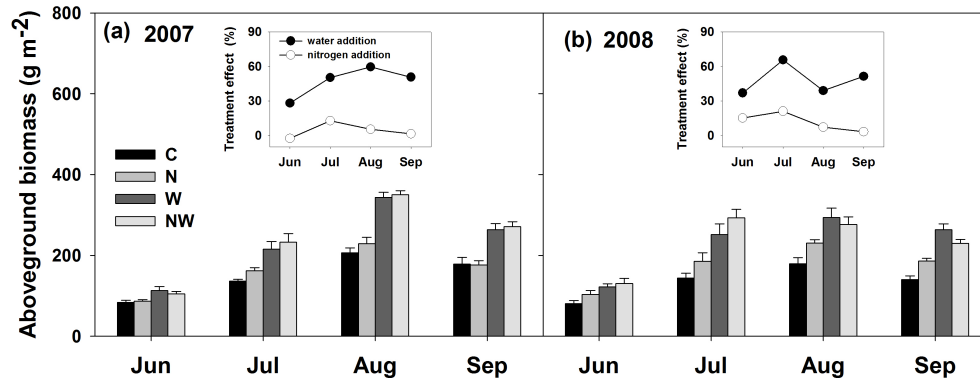 Aboveground biomass (g m-2)
800
600
400
200
0
(a) 2007
C
N
W
NW
Treatment effect (%)
90
60
30
0
water addition
nitrogen addition
Jun Jul Aug Sep
Jun Jul Aug Sep
(b) 2008
Treatment effect (%)
90
60
30
0
Jun Jul Aug Sep
Jun Jul Aug Sep